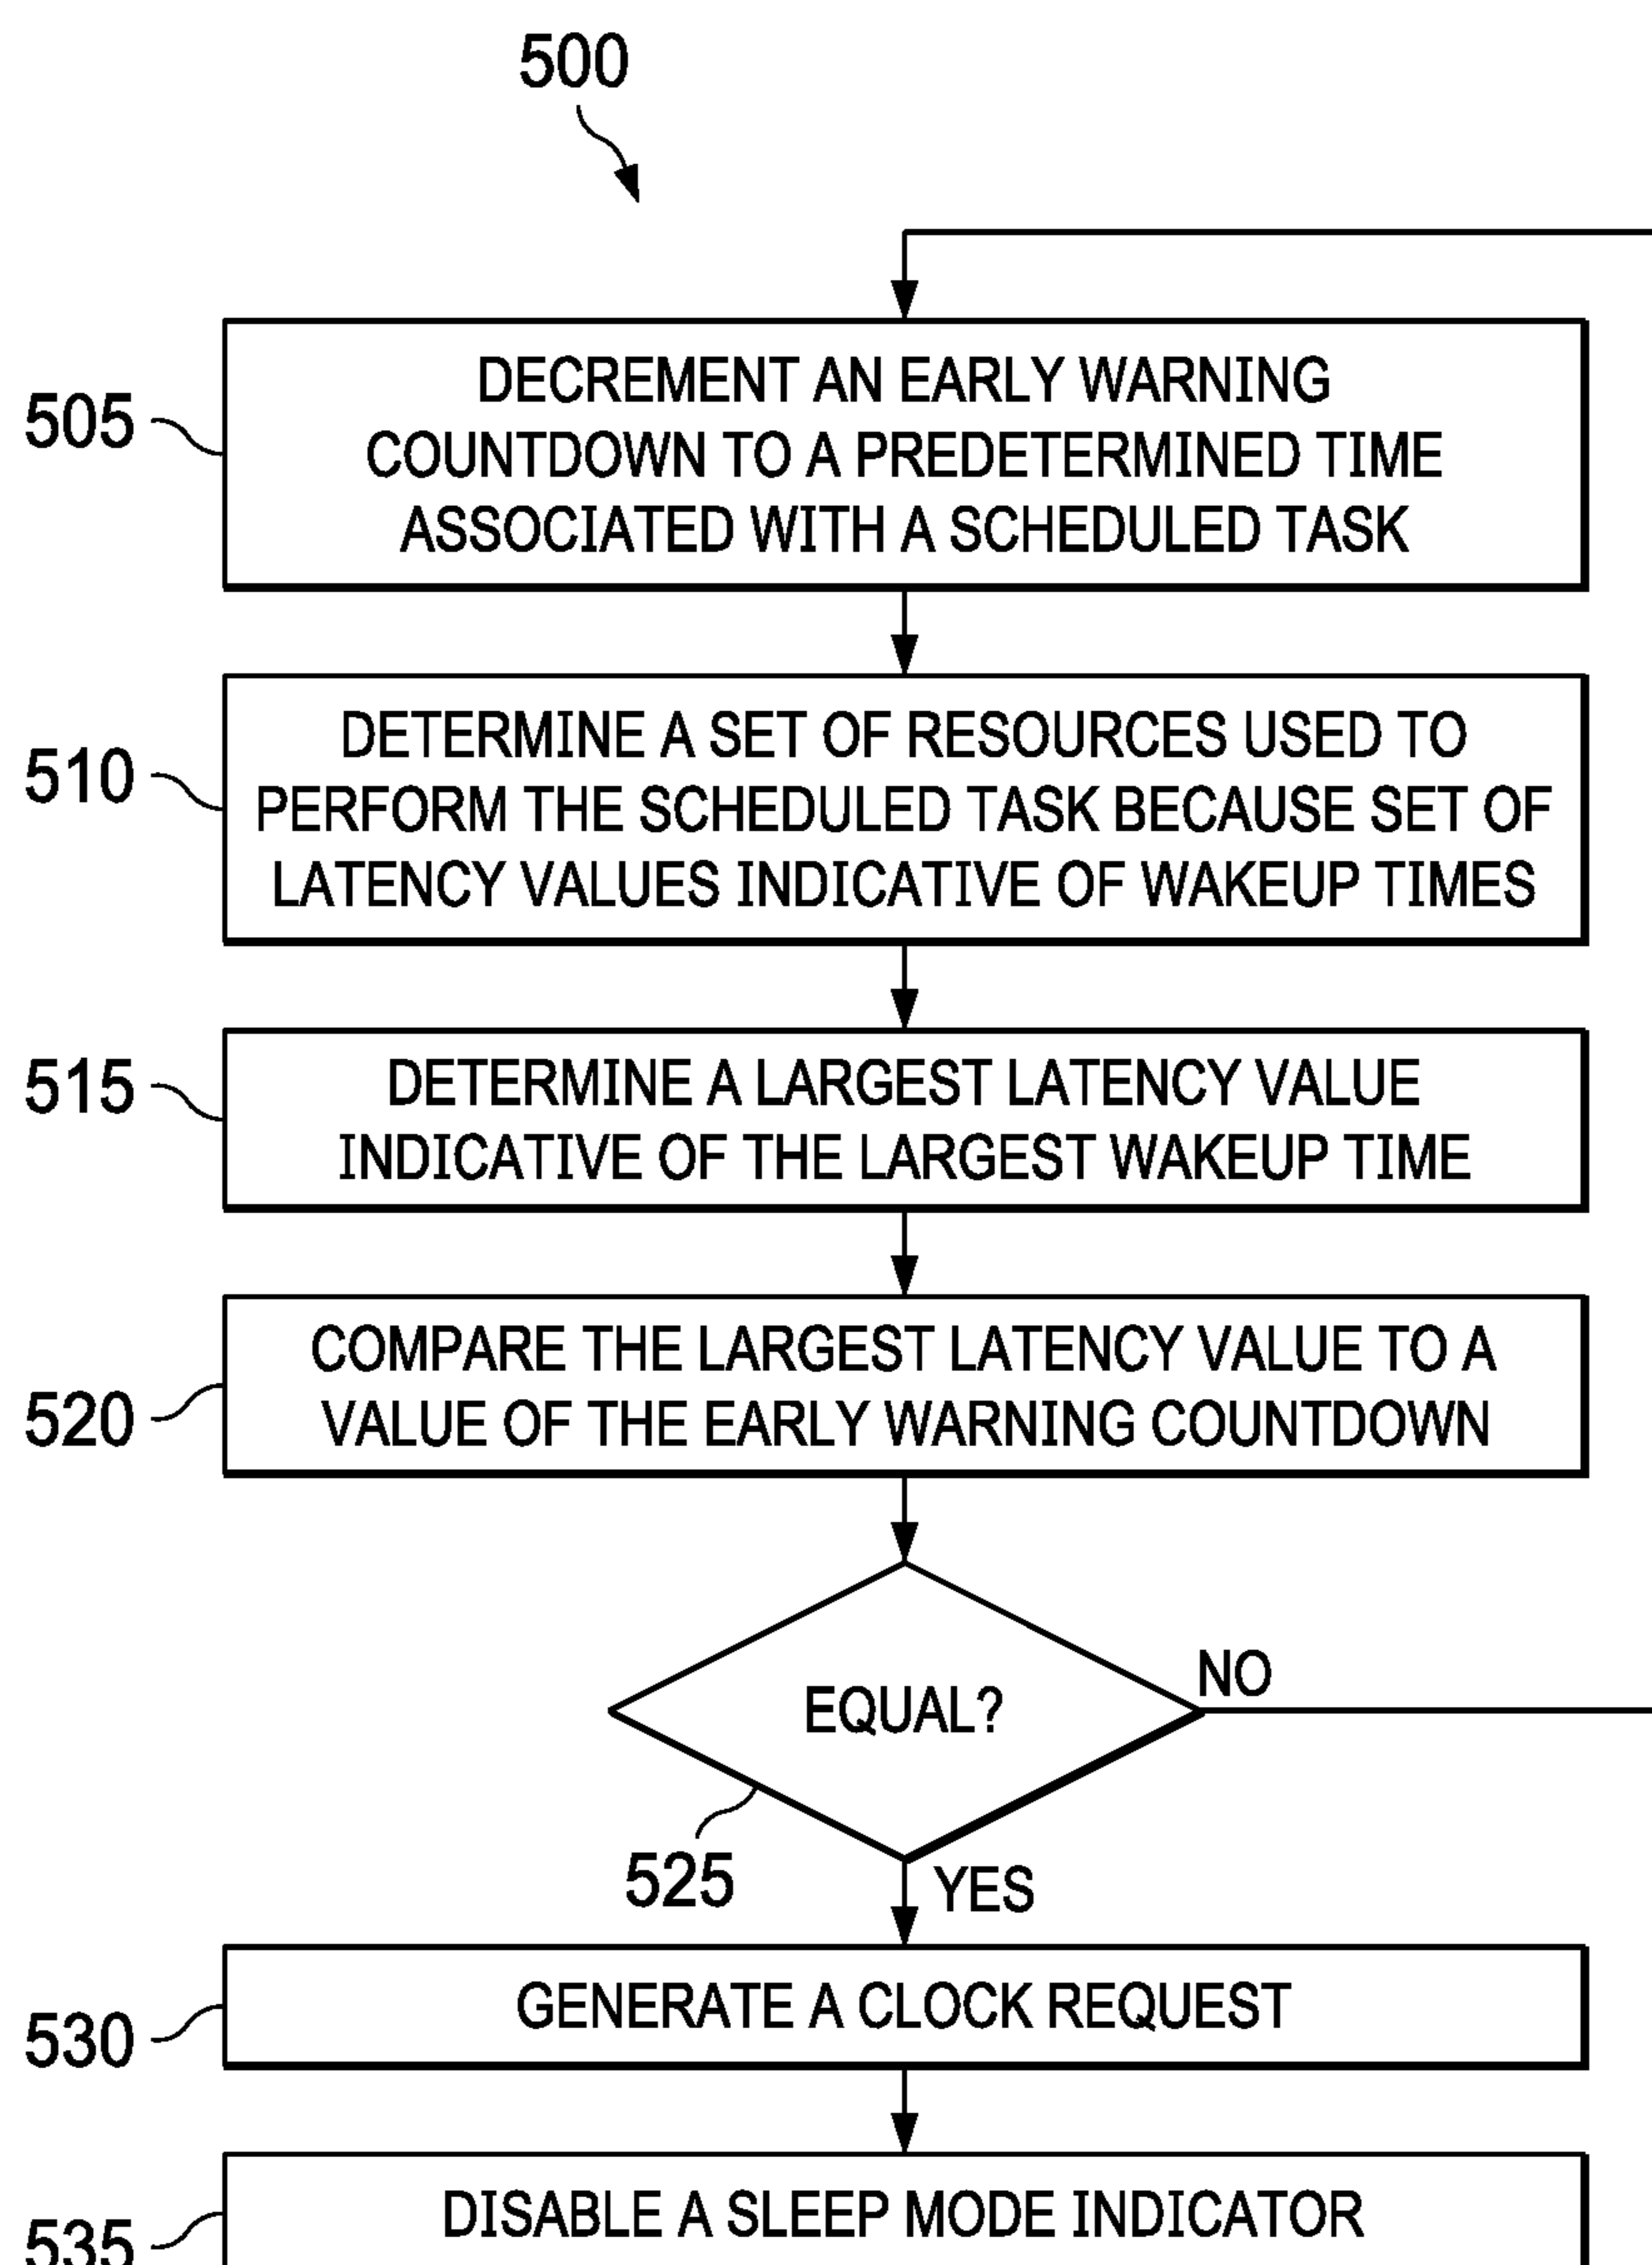 500
505
DECREMENT AN EARLY WARNING
COUNTDOWN TO A PREDETERMINED TIME
ASSOCIATED WITH A SCHEDULED TASK
510
DETERMINE A SET OF RESOURCES USED TO
PERFORM THE SCHEDULED TASK BECAUSE SET OF
LATENCY VALUES INDICATIVE OF WAKEUP TIMES
515
DETERMINE A LARGEST LATENCY VALUE
INDICATIVE OF THE LARGEST WAKEUP TIME
520
COMPARE THE LARGEST LATENCY VALUE TO A
VALUE OF THE EARLY WARNING COUNTDOWN
EQUAL?
NO
525
YES
530
GENERATE A CLOCK REQUEST
535
DISABLE A SLEEP MODE INDICATOR